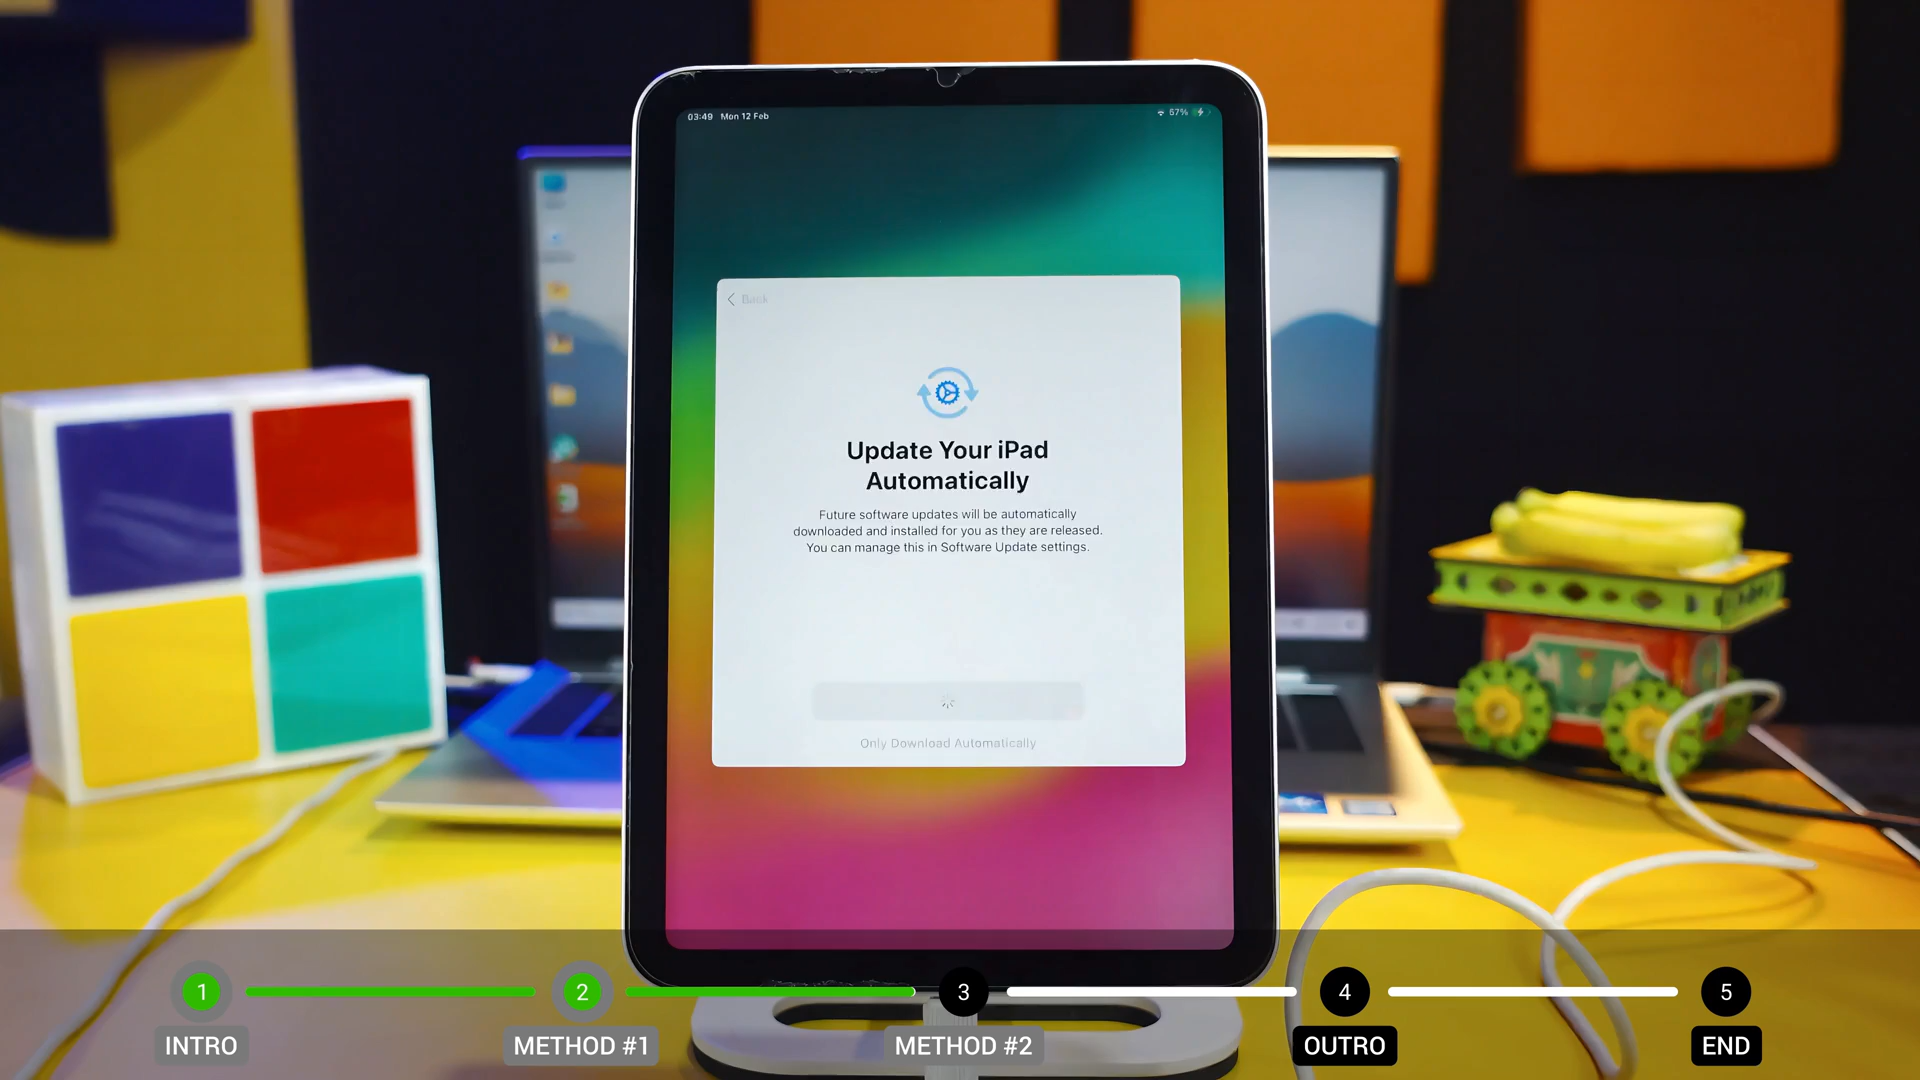 03:49 Mon 12 Feb
57%
Back
Update Your iPad
Automatically
Future software updates will be automatically
downloaded and installed for you as they are released.
You can manage this in Software Update settings.
Only Download Automatically
1
2
3
4
5
INTRO
METHOD #1
METHOD #2
OUTRO
END